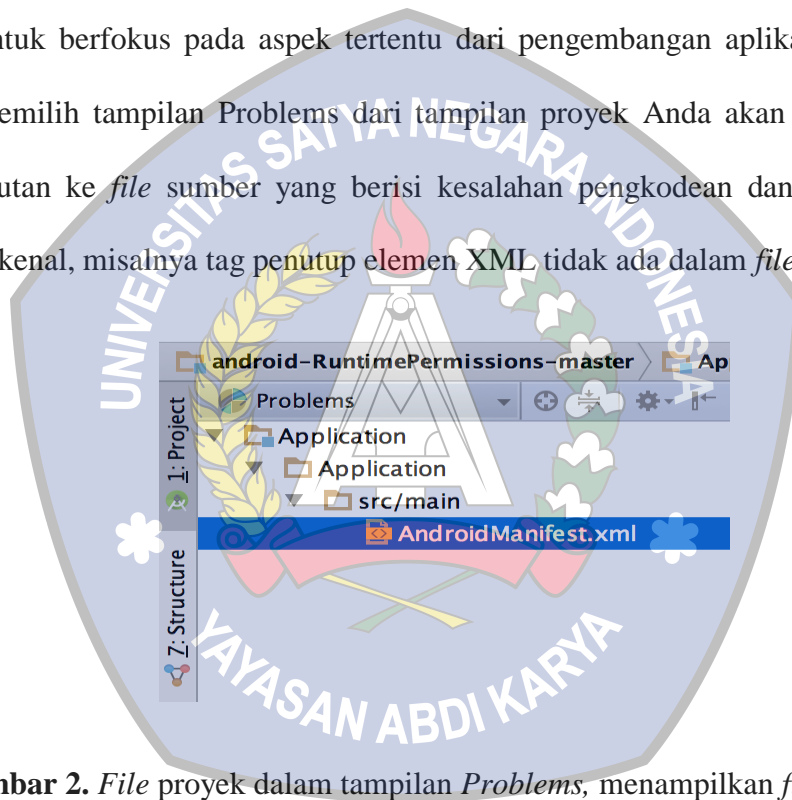 ntuk berfokus pada aspek tertentu dari pengembangan aplika
emilih tampilan Problems dari tampilan proyek Anda akan
utan ke file sumber yang berisi kesalahan pengkodean dan
kenal, misalnya tag penutup elemen XML tidak ada dalam file
UNIVERSITAS SATYA NEGARA INDONESIA
android-RuntimePermissions-master Ap
1: Project
Problems
Application
Application
src/main
AndroidManifest.xml
7: Structure
YAYASAN ABDI KARYA
mbar 2. File proyek dalam tampilan Problems, menampilkan f